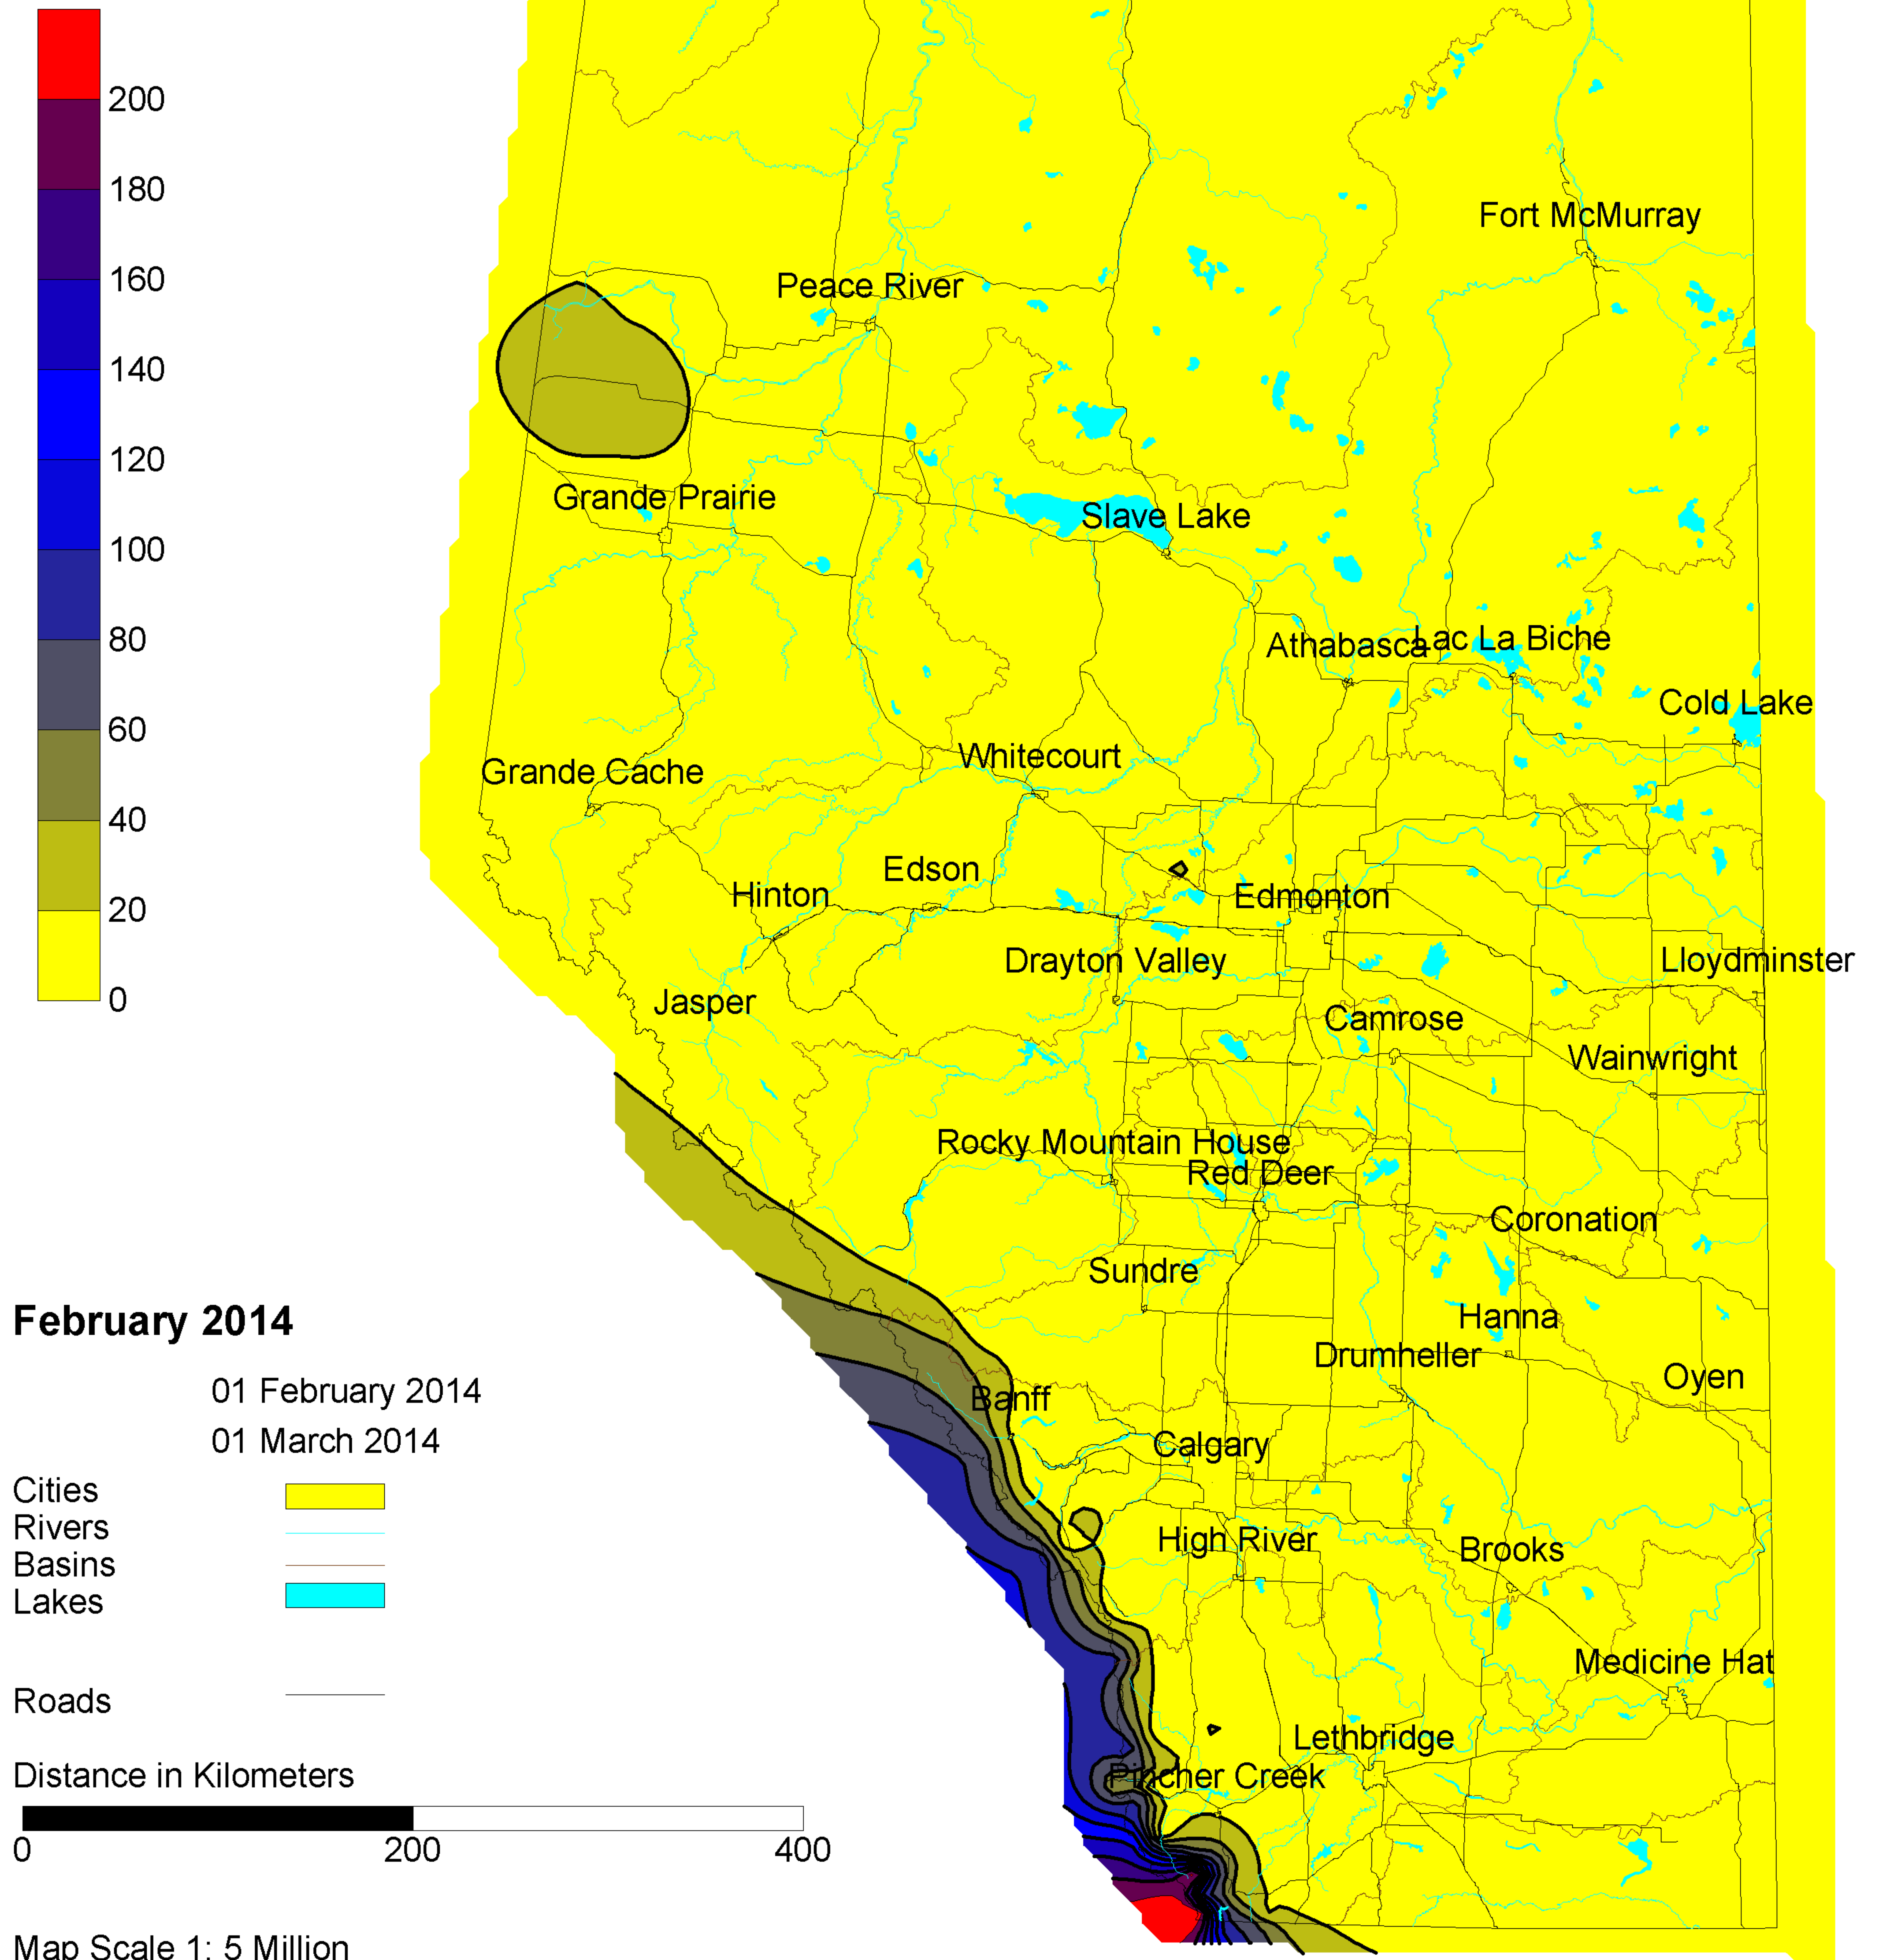 200
180
160
140
120
100
80
60
40
20
0
Fort McMurray
Peace River
Grande Prairie
Slave Lake
Athabasca
Lac La Biche
Cold Lake
Whitecourt
Grande Cache
Edson
Hinton
Edmonton
Drayton Valley
Lloydminster
Jasper
Camrose
Wainwright
Rocky Mountain House
Red Deer
Coronation
Sundre
Hanna
Drumheller
Oyen
Banff
Calgary
High River
Brooks
Medicine Hat
Lethbridge
Pincher Creek
February 2014
01 February 2014
01 March 2014
Cities
Rivers
Basins
Lakes
Roads
Distance in Kilometers
0 200 400
Map Scale 1: 5 Million